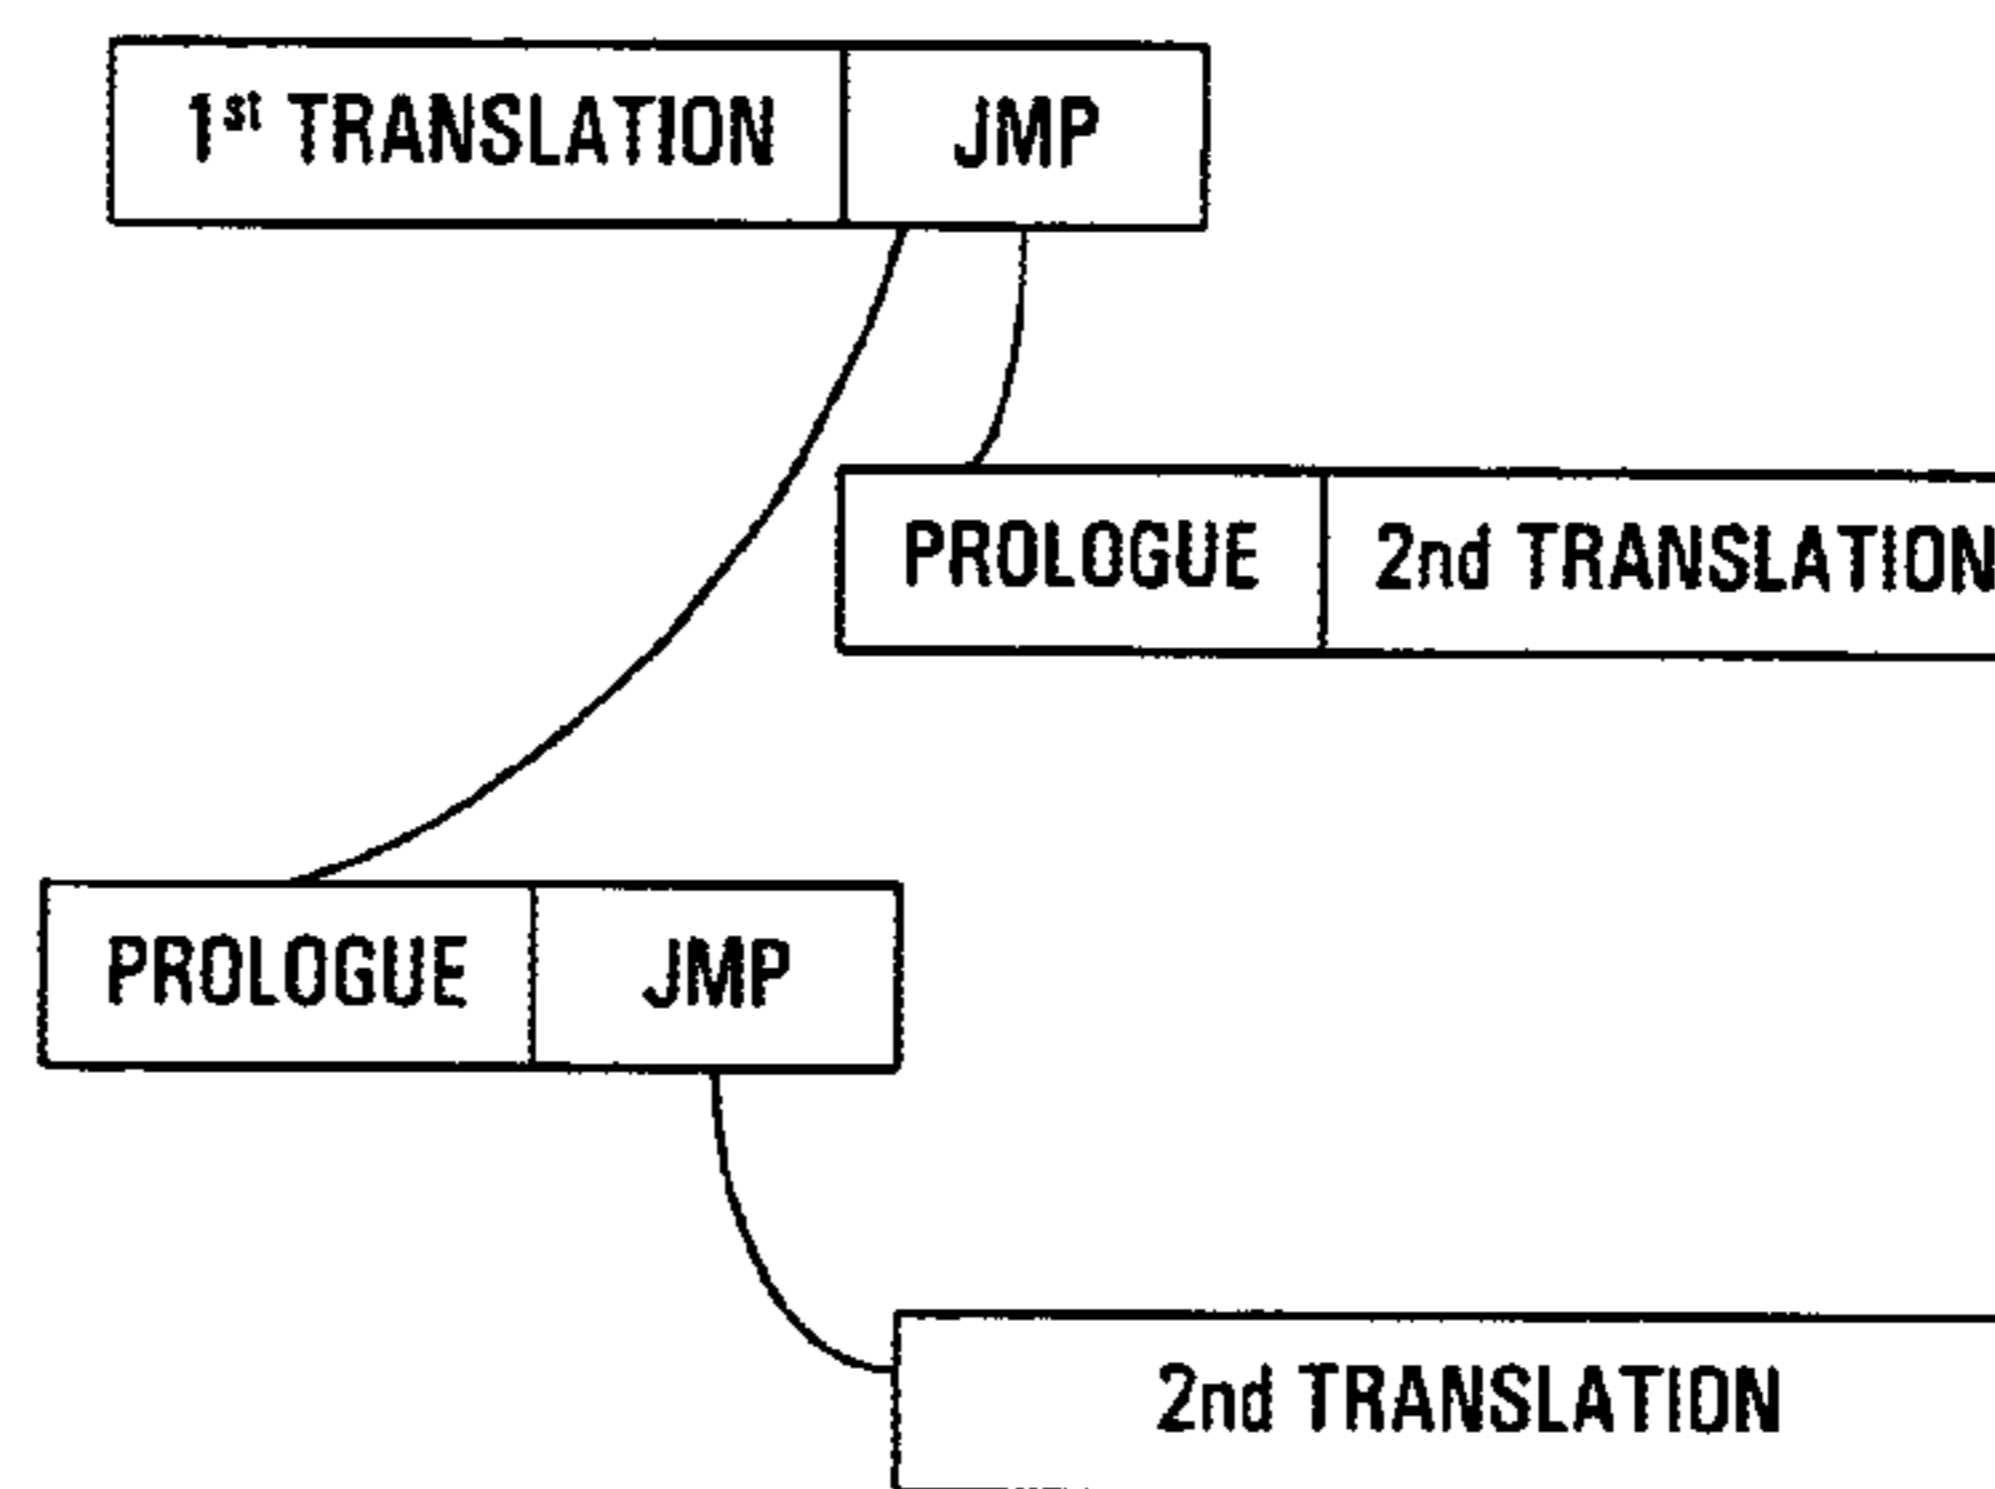 1st TRANSLATION JMP
PROLOGUE 2nd TRANSLATION
PROLOGUE JMP
2nd TRANSLATION